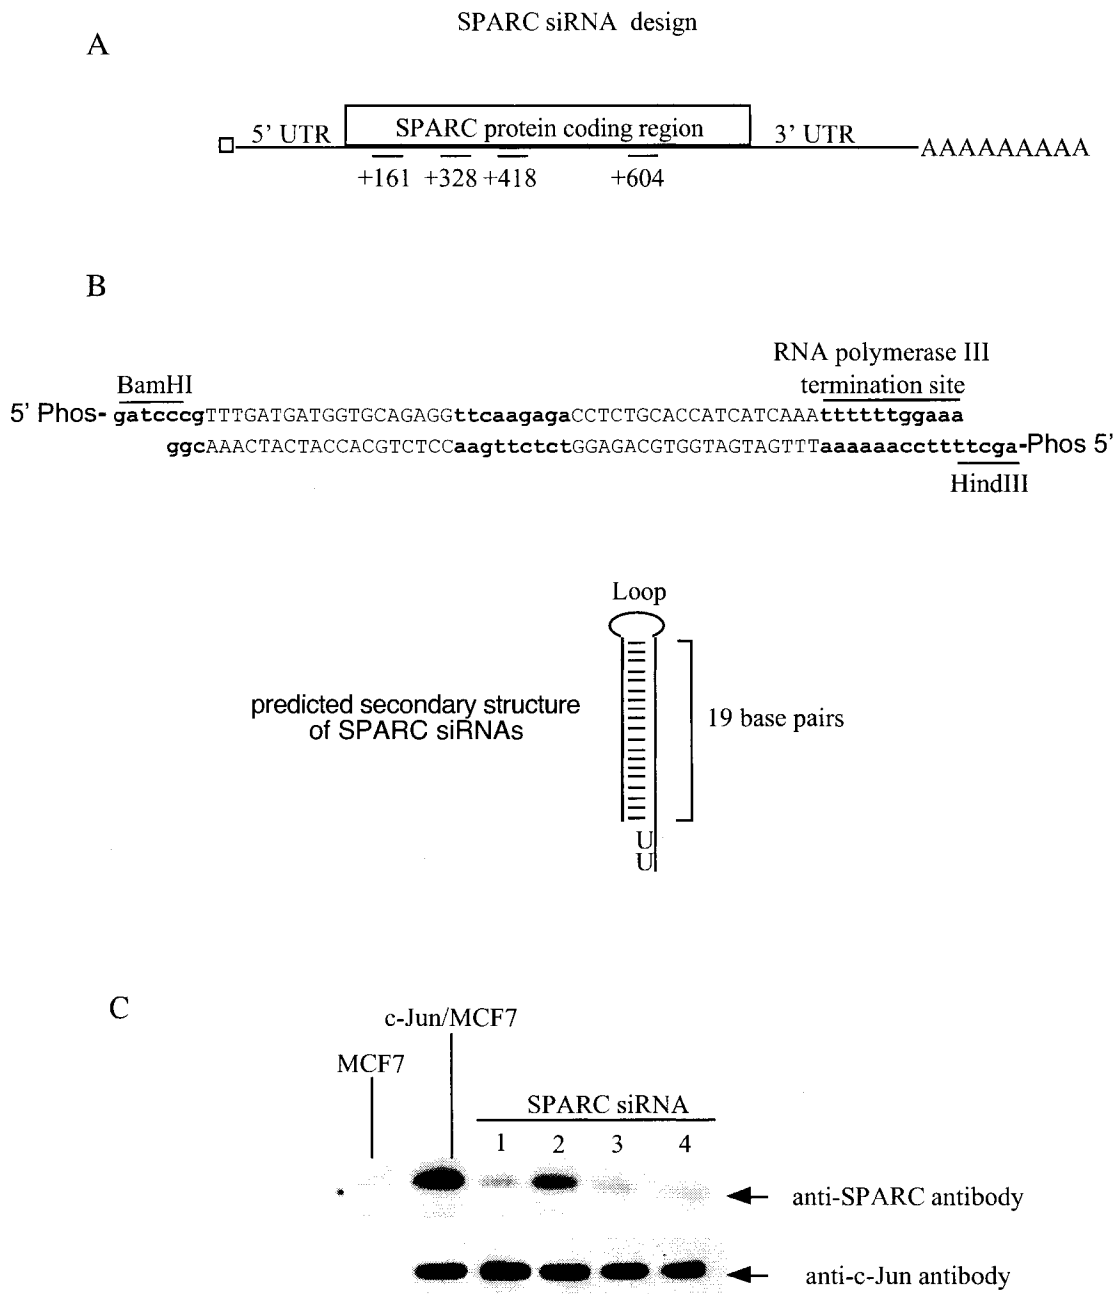 SPARC siRNA design
A
5’ UTR
SPARC protein coding region
3’ UTR
AAAAAAAAA
+161 +328 +418 +604
B
RNA polymerase III
termination site
BamHI
5' Phos- gatcccgTTTGATGATGGTGCAGAGGttcaagagaCCTCTGCACCATCATCAAAttttttggaaa
ggcAAACTACTACCACGTCTCCaagttctctGGAGACGTGGTAGTAGTTTaaaaaaccttttcga-Phos 5'
HindIII
Loop
predicted secondary structure
of SPARC siRNAs
19 base pairs
U
U
C
c-Jun/MCF7
MCF7
SPARC siRNA
1 2 3 4
anti-SPARC antibody
anti-c-Jun antibody